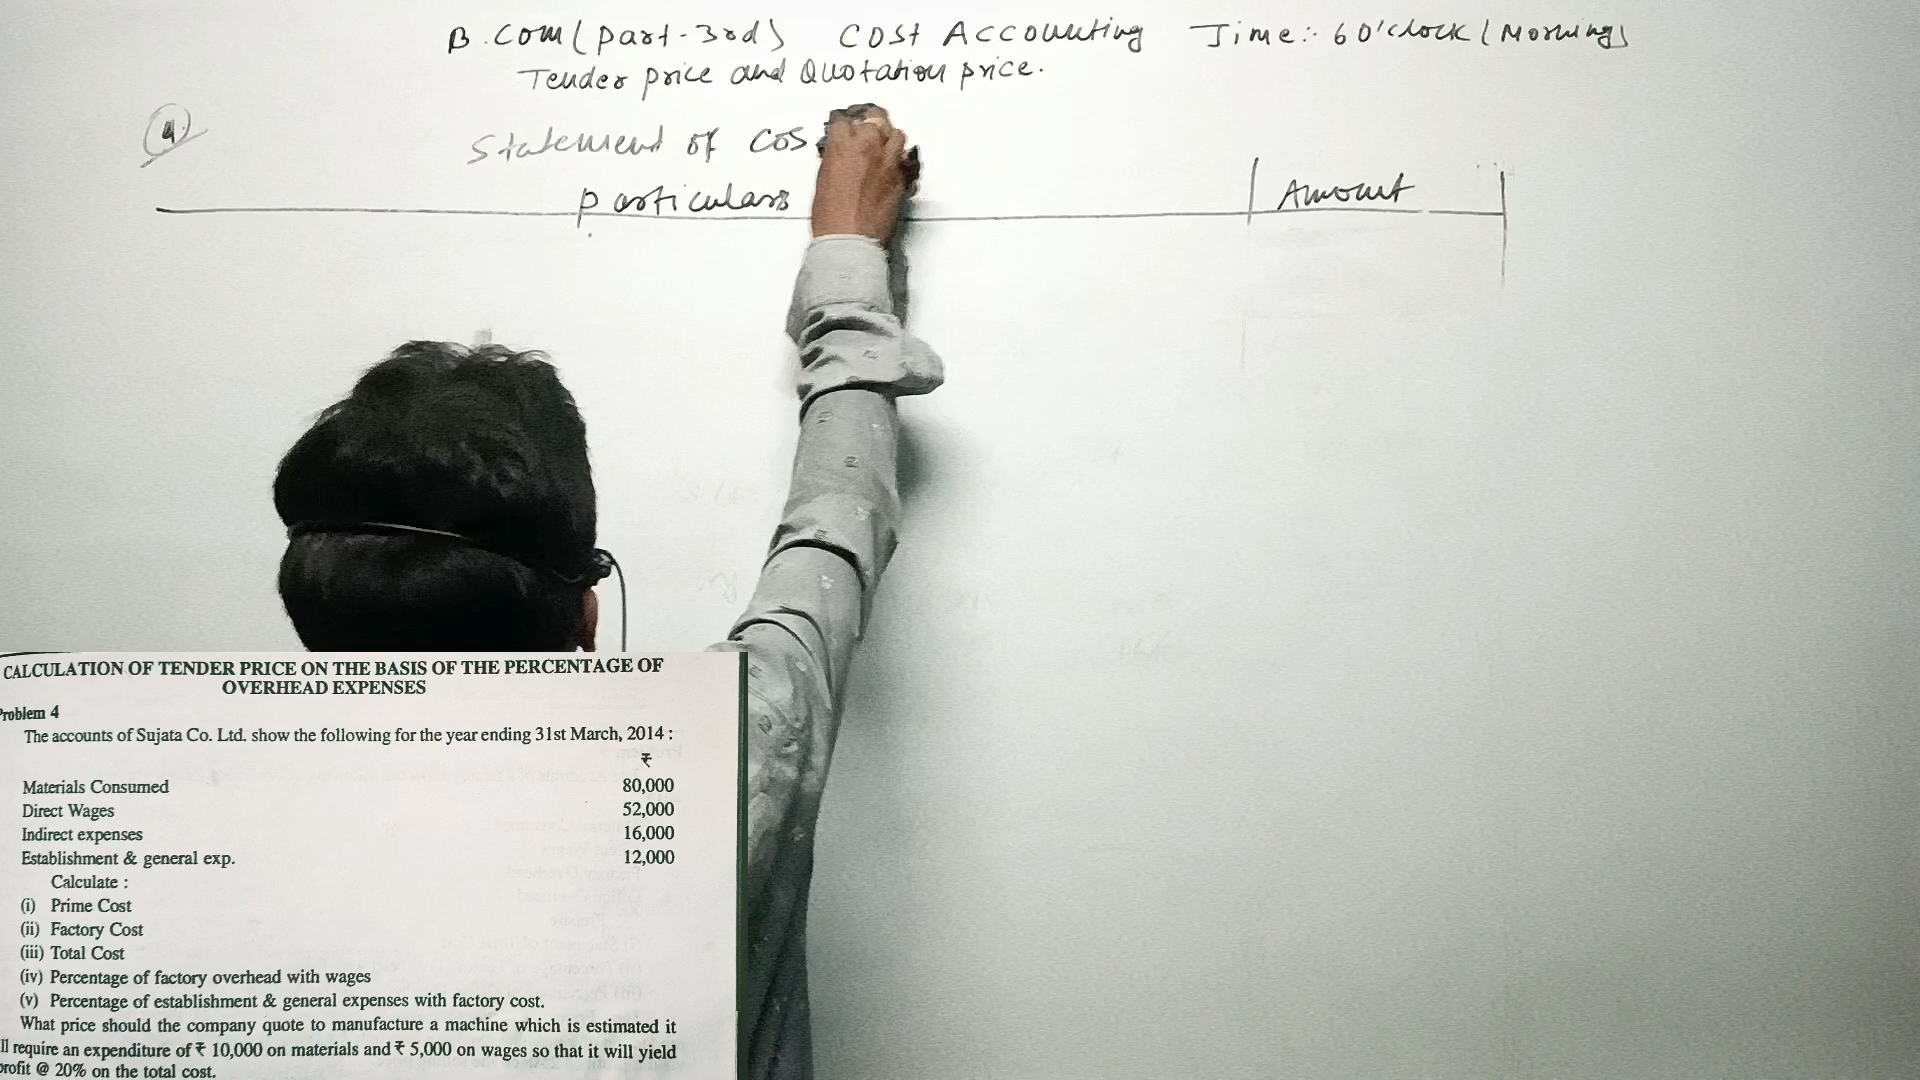 B.Com (Part-3rd) Cost Accounting Time:- 6 O'clock (Morning)
Tender price and Quotation price.
4
Statement of Cos
Particulars Amount
CALCULATION OF TENDER PRICE ON THE BASIS OF THE PERCENTAGE OF
OVERHEAD EXPENSES
Problem 4
The accounts of Sujata Co. Ltd. show the following for the year ending 31st March, 2014 :
₹
Materials Consumed 80,000
Direct Wages 52,000
Indirect expenses 16,000
Establishment & general exp. 12,000
Calculate :
(i) Prime Cost
(ii) Factory Cost
(iii) Total Cost
(iv) Percentage of factory overhead with wages
(v) Percentage of establishment & general expenses with factory cost.
What price should the company quote to manufacture a machine which is estimated it
ll require an expenditure of ₹ 10,000 on materials and ₹ 5,000 on wages so that it will yield
profit @ 20% on the total cost.